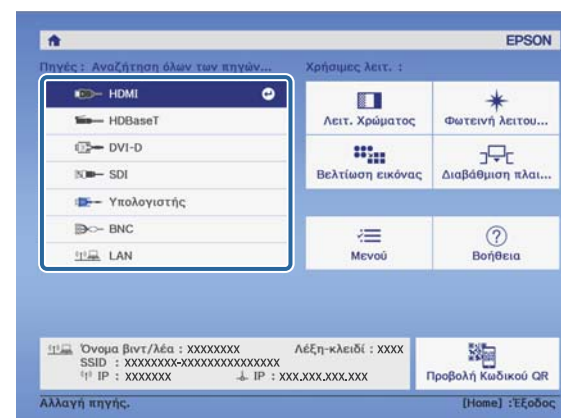 EPSON
Πηγές : Αναζήτηση όλων των πηγών...
Χρήσιμες λειτ. :
HDMI
HDBaseT
DVI-D
SDI
Υπολογιστής
BNC
LAN
Λειτ. Χρώματος
Φωτεινή λειτου...
Βελτίωση εικόνας
Διαβάθμιση πλαι...
Μενού
Βοήθεια
Όνομα βιντ/λέα : XXXXXXXX
Λέξη-κλειδί : XXXX
SSID : XXXXXXXX-XXXXXXXXXXXXXXX
IP : XXXXXXX
IP : XXX.XXX.XXX.XXX
Προβολή Κωδικού QR
Αλλαγή πηγής.
[Home] :Έξοδος